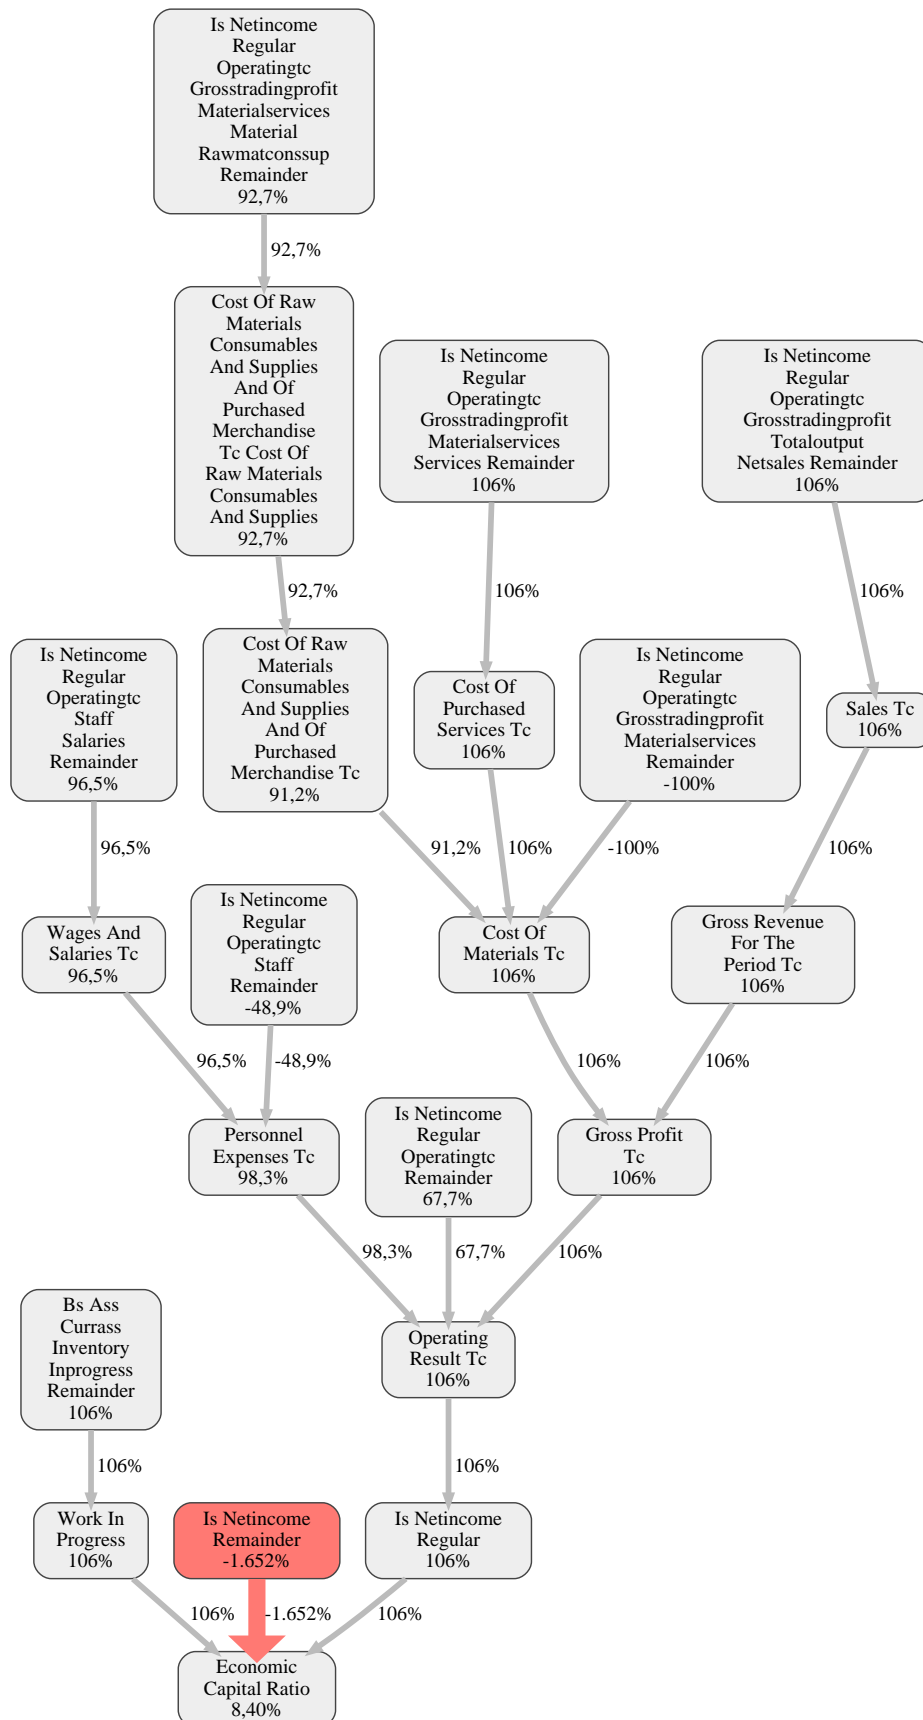 Is Netincome
Regular
Operatingtc
Grosstradingprofit
Materialservices
Material
Rawmatconssup
Remainder
92,7%
92,7%
Cost Of Raw
Materials
Consumables
And Supplies
And Of
Purchased
Merchandise
Tc Cost Of
Raw Materials
Consumables
And Supplies
92,7%
Is Netincome
Regular
Operatingtc
Grosstradingprofit
Materialservices
Services Remainder
106%
Is Netincome
Regular
Operatingtc
Grosstradingprofit
Totaloutput
Netsales Remainder
106%
92,7%
106%
106%
Is Netincome
Regular
Operatingtc
Staff
Salaries
Remainder
96,5%
Cost Of Raw
Materials
Consumables
And Supplies
And Of
Purchased
Merchandise Tc
91,2%
Cost Of
Purchased
Services Tc
106%
Is Netincome
Regular
Operatingtc
Grosstradingprofit
Materialservices
Remainder
-100%
Sales Tc
106%
96,5%
91,2%
106%
-100%
106%
Wages And
Salaries Tc
96,5%
Is Netincome
Regular
Operatingtc
Staff
Remainder
-48,9%
Cost Of
Materials Tc
106%
Gross Revenue
For The
Period Tc
106%
96,5%
-48,9%
106%
106%
Personnel
Expenses Tc
98,3%
Is Netincome
Regular
Operatingtc
Remainder
67,7%
Gross Profit
Tc
106%
98,3%
67,7%
106%
Bs Ass
Currass
Inventory
Inprogress
Remainder
106%
Operating
Result Tc
106%
106%
106%
Work In
Progress
106%
Is Netincome
Remainder
-1.652%
Is Netincome
Regular
106%
106%
-1.652%
106%
Economic
Capital Ratio
8,40%